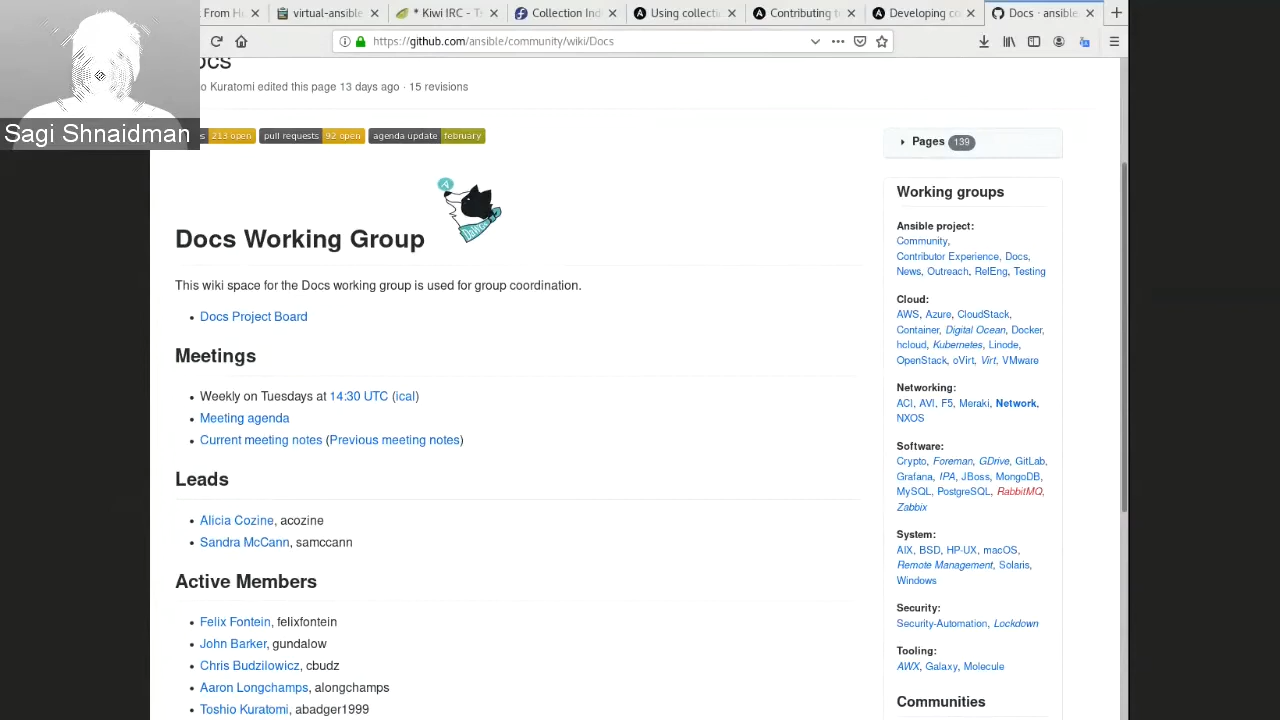 From H
virtual-ansible
* Kiwi IRC - T
Collection Ind
Using collecti
Contributing t
Developing co
Docs · ansible
https://github.com/ansible/community/wiki/Docs
Docs
Kuratomi edited this page 13 days ago · 15 revisions
Sagi Shnaidman
213 open
pull requests 92 open
agenda update february
Pages 139
Docs Working Group
This wiki space for the Docs working group is used for group coordination.
• Docs Project Board
Meetings
• Weekly on Tuesdays at 14:30 UTC (ical)
• Meeting agenda
• Current meeting notes (Previous meeting notes)
Leads
• Alicia Cozine, acozine
• Sandra McCann, samccann
Active Members
• Felix Fontein, felixfontein
• John Barker, gundalow
• Chris Budzilowicz, cbudz
• Aaron Longchamps, alongchamps
• Toshio Kuratomi, abadger1999
Working groups
Ansible project:
Community,
Contributor Experience, Docs,
News, Outreach, RelEng, Testing
Cloud:
AWS, Azure, CloudStack,
Container, Digital Ocean, Docker,
hcloud, Kubernetes, Linode,
OpenStack, oVirt, Virt, VMware
Networking:
ACI, AVI, F5, Meraki, Network,
NXOS
Software:
Crypto, Foreman, GDrive, GitLab,
Grafana, IPA, JBoss, MongoDB,
MySQL, PostgreSQL, RabbitMQ,
Zabbix
System:
AIX, BSD, HP-UX, macOS,
Remote Management, Solaris,
Windows
Security:
Security-Automation, Lockdown
Tooling:
AWX, Galaxy, Molecule
Communities